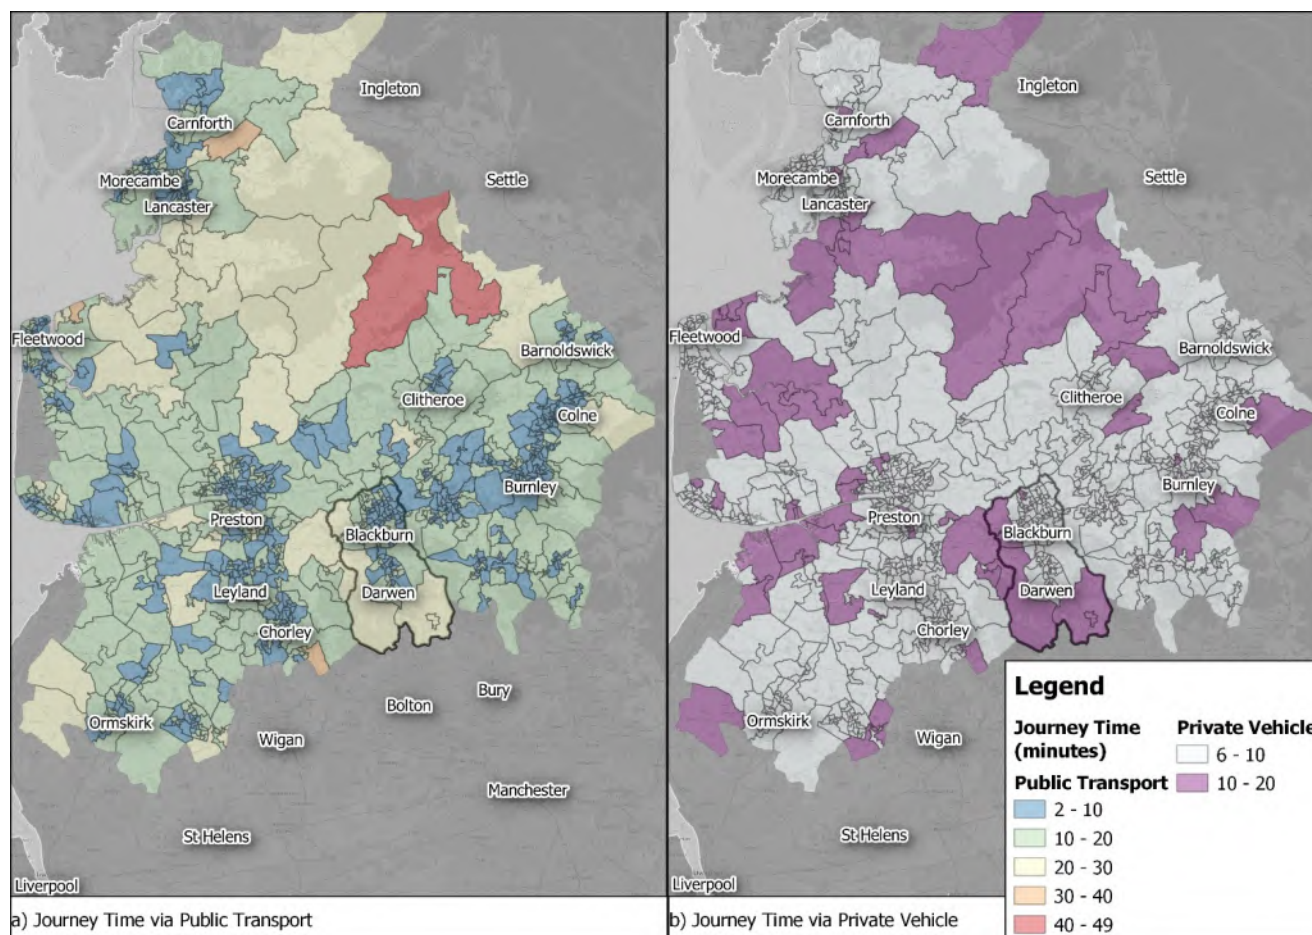 Ingleton
Carnforth
Settle
Morecambe
Lancaster
Fleetwood
Barnoldswick
Clitheroe
Colne
Burnley
Preston
Blackburn
Leyland
Darwen
Chorley
Bury
Bolton
Ormskirk
Wigan
Manchester
St Helens
Liverpool
a) Journey Time via Public Transport
Ingleton
Carnforth
Settle
Morecambe
Lancaster
Fleetwood
Barnoldswick
Clitheroe
Colne
Burnley
Preston
Blackburn
Leyland
Darwen
Chorley
Ormskirk
Wigan
St Helens
Liverpool
b) Journey Time via Private Vehicle
Legend
Journey Time
(minutes)
Public Transport
2 - 10
10 - 20
20 - 30
30 - 40
40 - 49
Private Vehicle
6 - 10
10 - 20